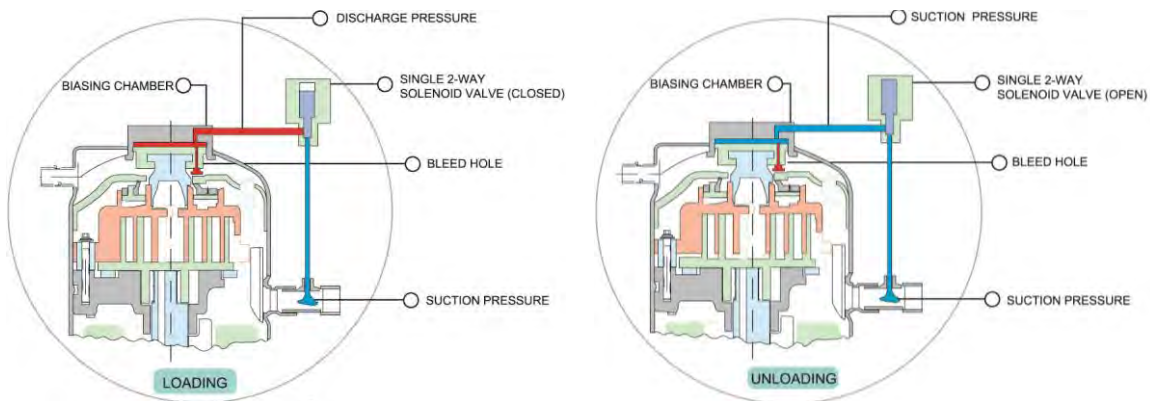 DISCHARGE PRESSURE
BIASING CHAMBER
SINGLE 2-WAY
SOLENOID VALVE (CLOSED)
BLEED HOLE
SUCTION PRESSURE
LOADING
SUCTION PRESSURE
BIASING CHAMBER
SINGLE 2-WAY
SOLENOID VALVE (OPEN)
BLEED HOLE
SUCTION PRESSURE
UNLOADING